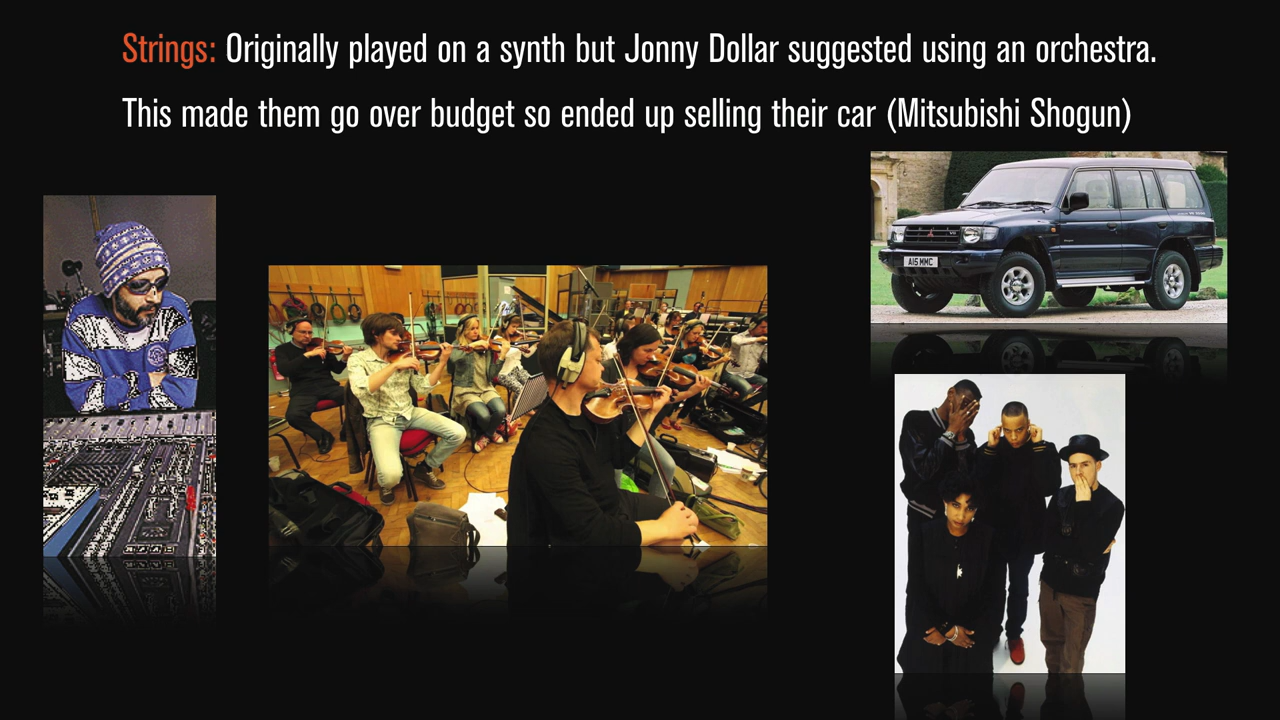 Strings: Originally played on a synth but Jonny Dollar suggested using an orchestra.
This made them go over budget so ended up selling their car (Mitsubishi Shogun)
A15 MMC